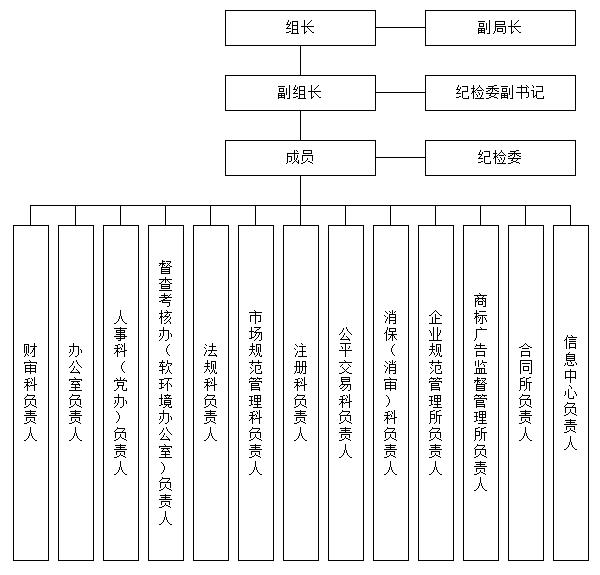 组长
副局长
副组长
纪检委副书记
成员
纪检委
财审科负责人
办公室负责人
人事科（党办）负责人
督查考核办（软环境办公室）负责人
法规科负责人
市场规范管理科负责人
注册科负责人
公平交易科负责人
消保（消审）科负责人
企业规范管理所负责人
商标广告监督管理所负责人
合同所负责人
信息中心负责人